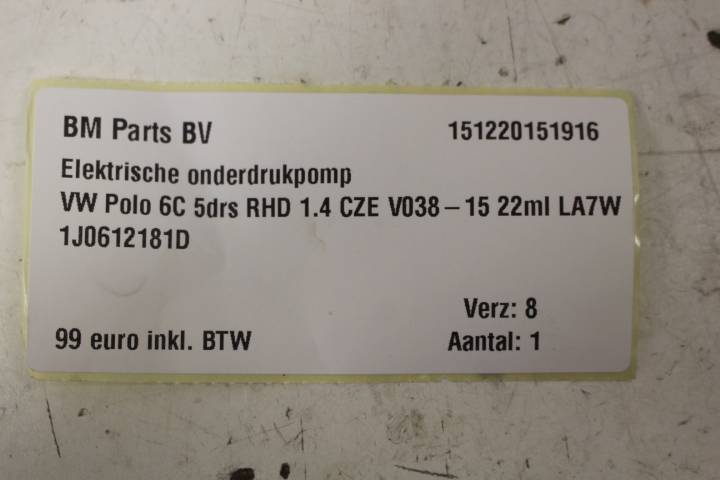 BM Parts BV 151220151916
Elektrische onderdrukpomp
VW Polo 6C 5drs RHD 1.4 CZE V038-15 22ml LA7W
1J0612181D
Verz: 8
99 euro inkl. BTW Aantal: 1